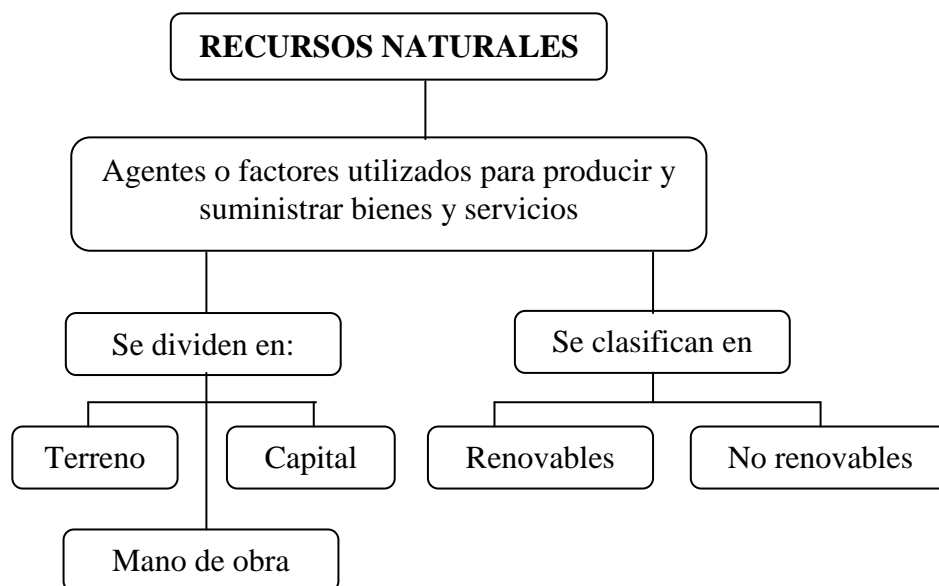 RECURSOS NATURALES
Agentes o factores utilizados para producir y
suministrar bienes y servicios
Se dividen en:
Se clasifican en
Terreno
Capital
Renovables
No renovables
Mano de obra